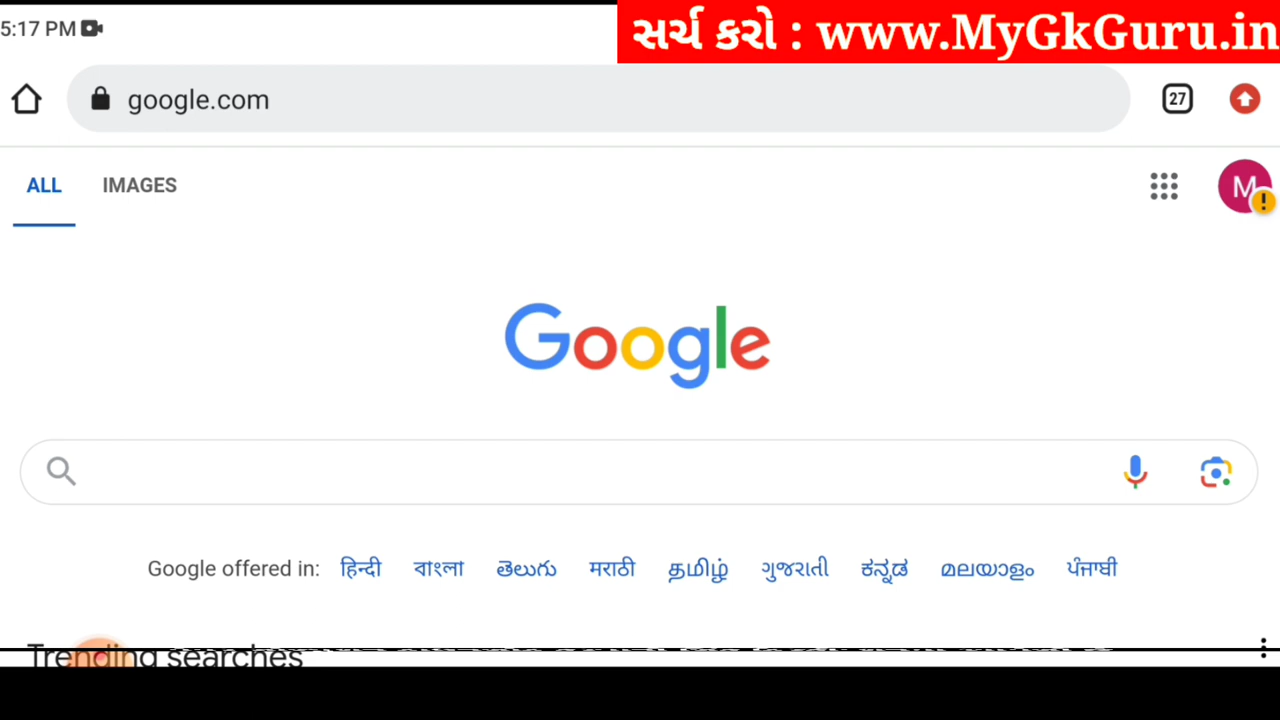 5:17 PM
સર્ચ કરો : www.MyGkGuru.in
google.com
27
ALL IMAGES
M
!
Google
Google offered in: हिन्दी বাংলা తెలుగు मराठी தமிழ் ગુજરાતી ಕನ್ನಡ മലയാളം ਪੰਜਾਬੀ
Trending searches